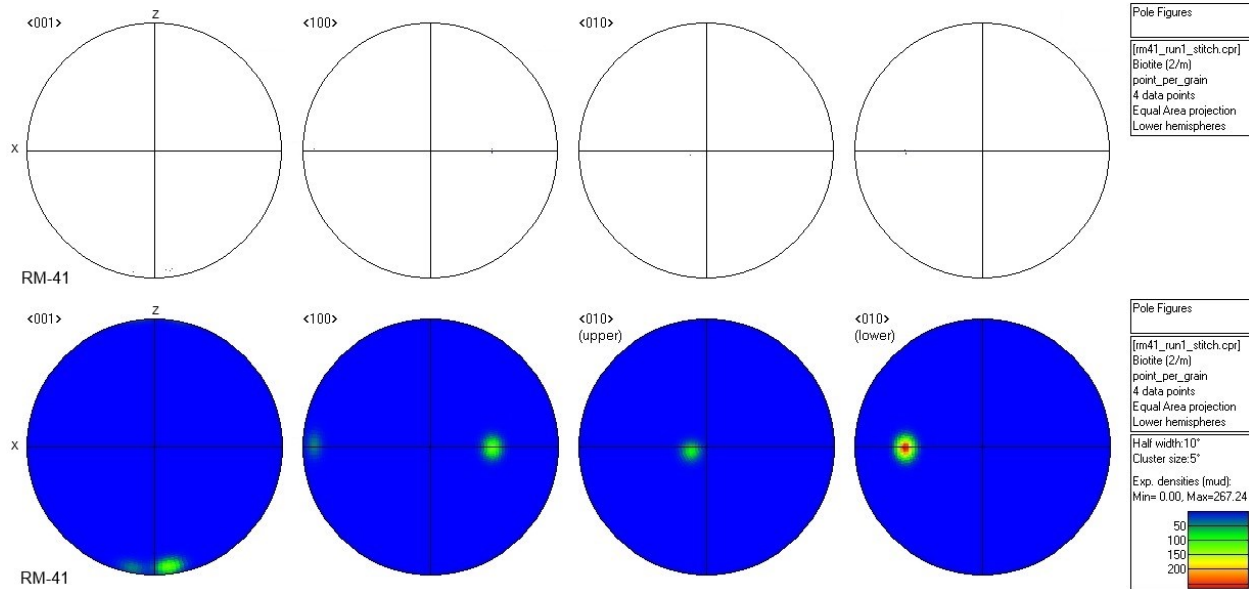 <001>
Z
<100>
<010>
X
RM-41
Pole Figures
[rm41_run1_stitch.cpr]
Biotite (2/m)
point_per_grain
4 data points
Equal Area projection
Lower hemispheres
<001>
Z
<100>
<010>
(upper)
<010>
(lower)
X
RM-41
Pole Figures
[rm41_run1_stitch.cpr]
Biotite (2/m)
point_per_grain
4 data points
Equal Area projection
Lower hemispheres
Half width:10°
Cluster size:5°
Exp. densities (mud):
Min= 0.00, Max=267.24
50
100
150
200